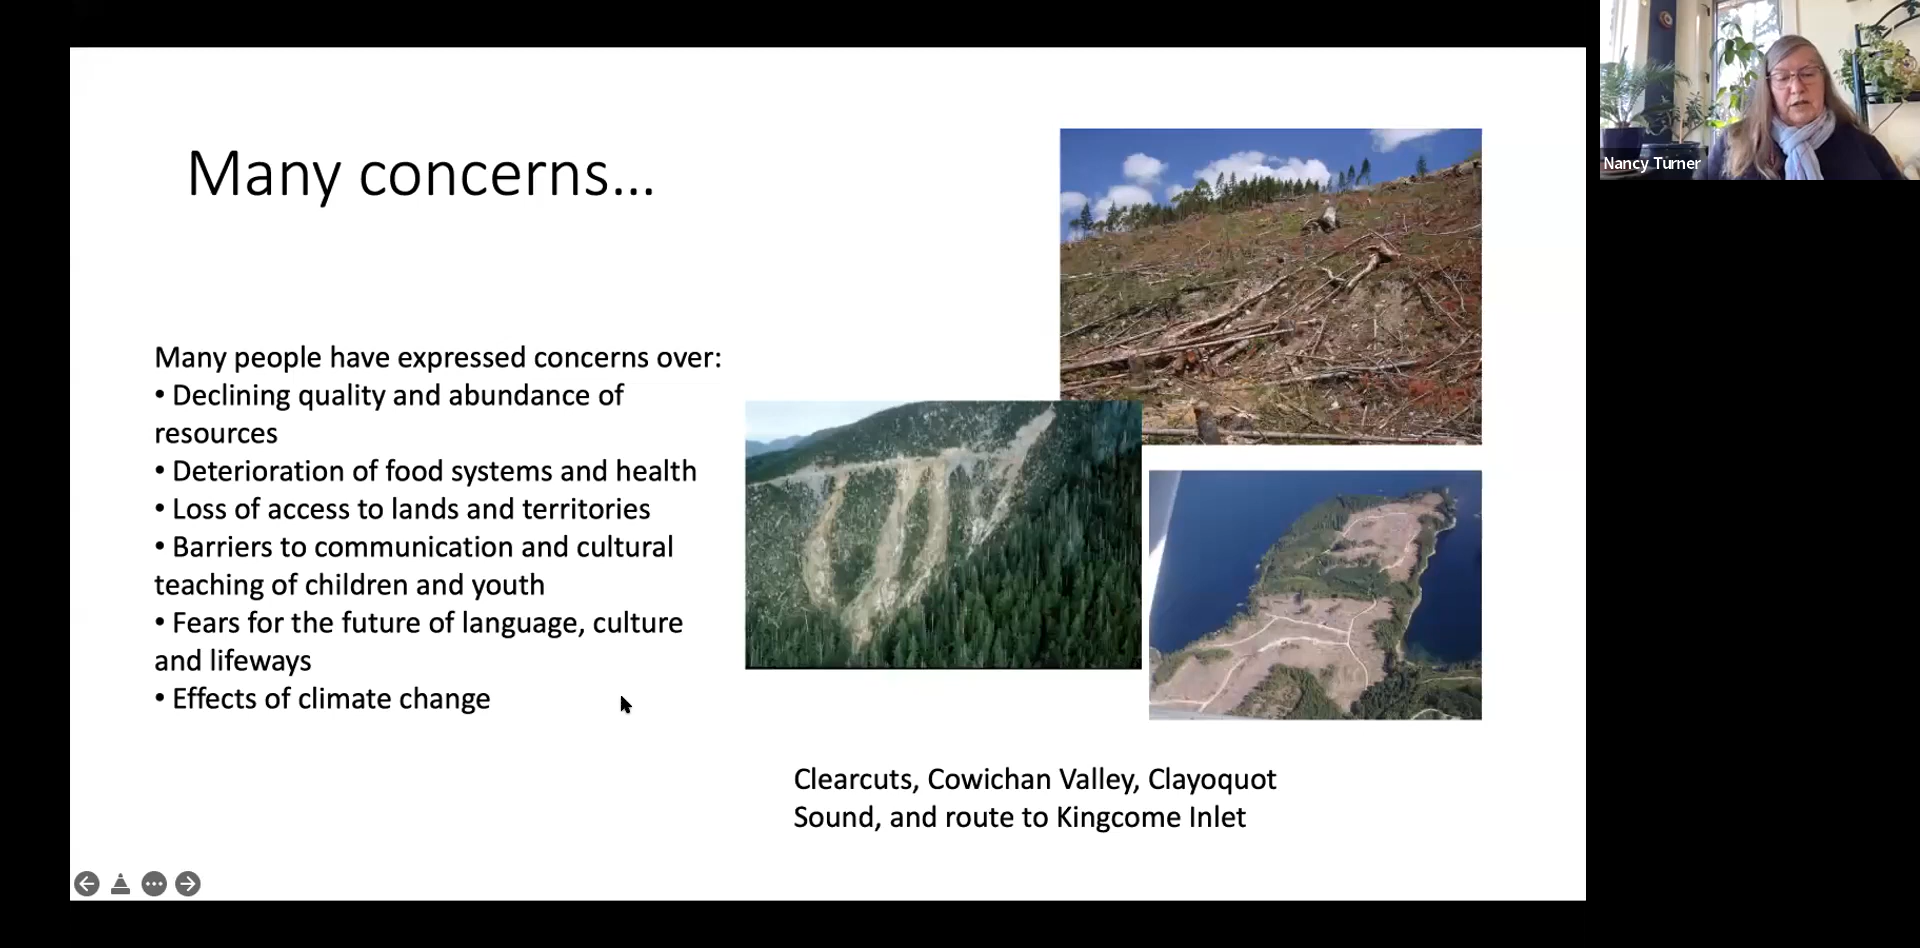 Many concerns...
Many people have expressed concerns over:
• Declining quality and abundance of
resources
• Deterioration of food systems and health
• Loss of access to lands and territories
• Barriers to communication and cultural
teaching of children and youth
• Fears for the future of language, culture
and lifeways
• Effects of climate change
Clearcuts, Cowichan Valley, Clayoquot
Sound, and route to Kingcome Inlet
Nancy Turner